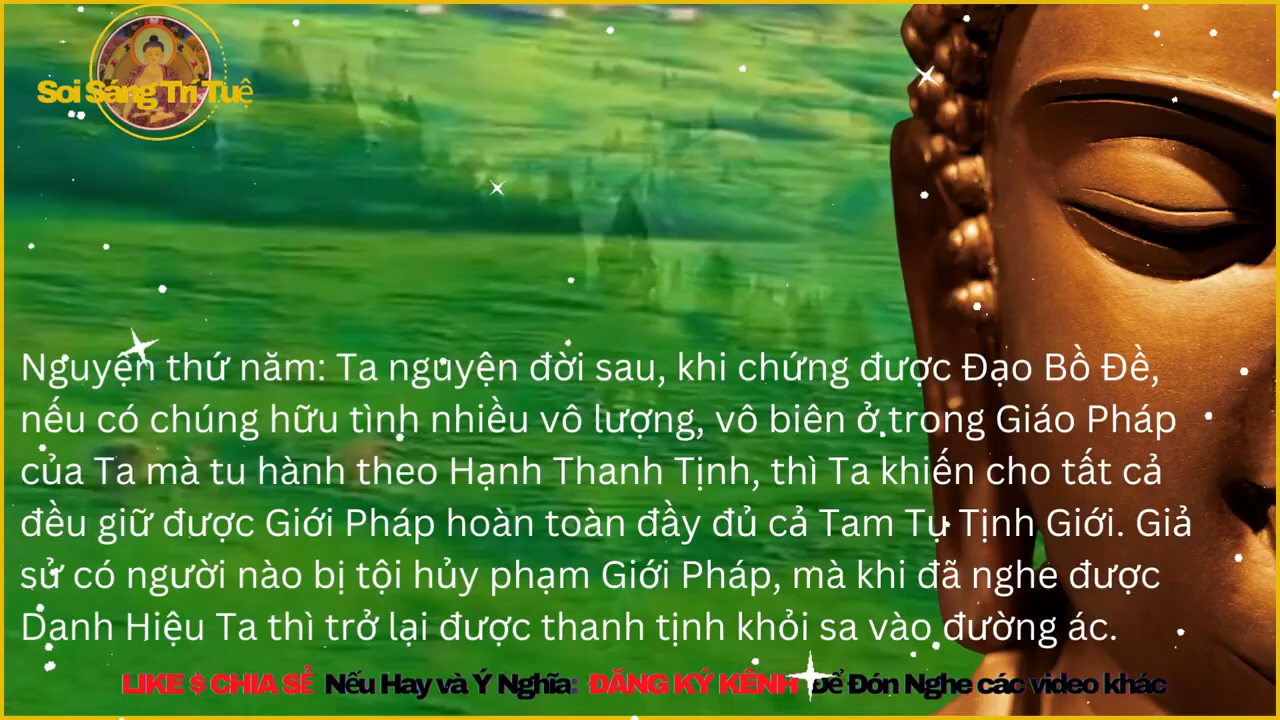 Soi Sáng Trí Tuệ
Nguyện thứ năm: Ta nguyện đời sau, khi chứng được Đạo Bồ Đề,
nếu có chúng hữu tình nhiều vô lượng, vô biên ở trong Giáo Pháp
của Ta mà tu hành theo Hạnh Thanh Tịnh, thì Ta khiến cho tất cả
đều giữ được Giới Pháp hoàn toàn đầy đủ cả Tam Tụ Tịnh Giới. Giả
sử có người nào bị tội hủy phạm Giới Pháp, mà khi đã nghe được
Danh Hiệu Ta thì trở lại được thanh tịnh khỏi sa vào đường ác.
LIKE $ CHIA SẺ Nếu Hay và Ý Nghĩa: ĐĂNG KÝ KÊNH Để Đón Nghe các video khác